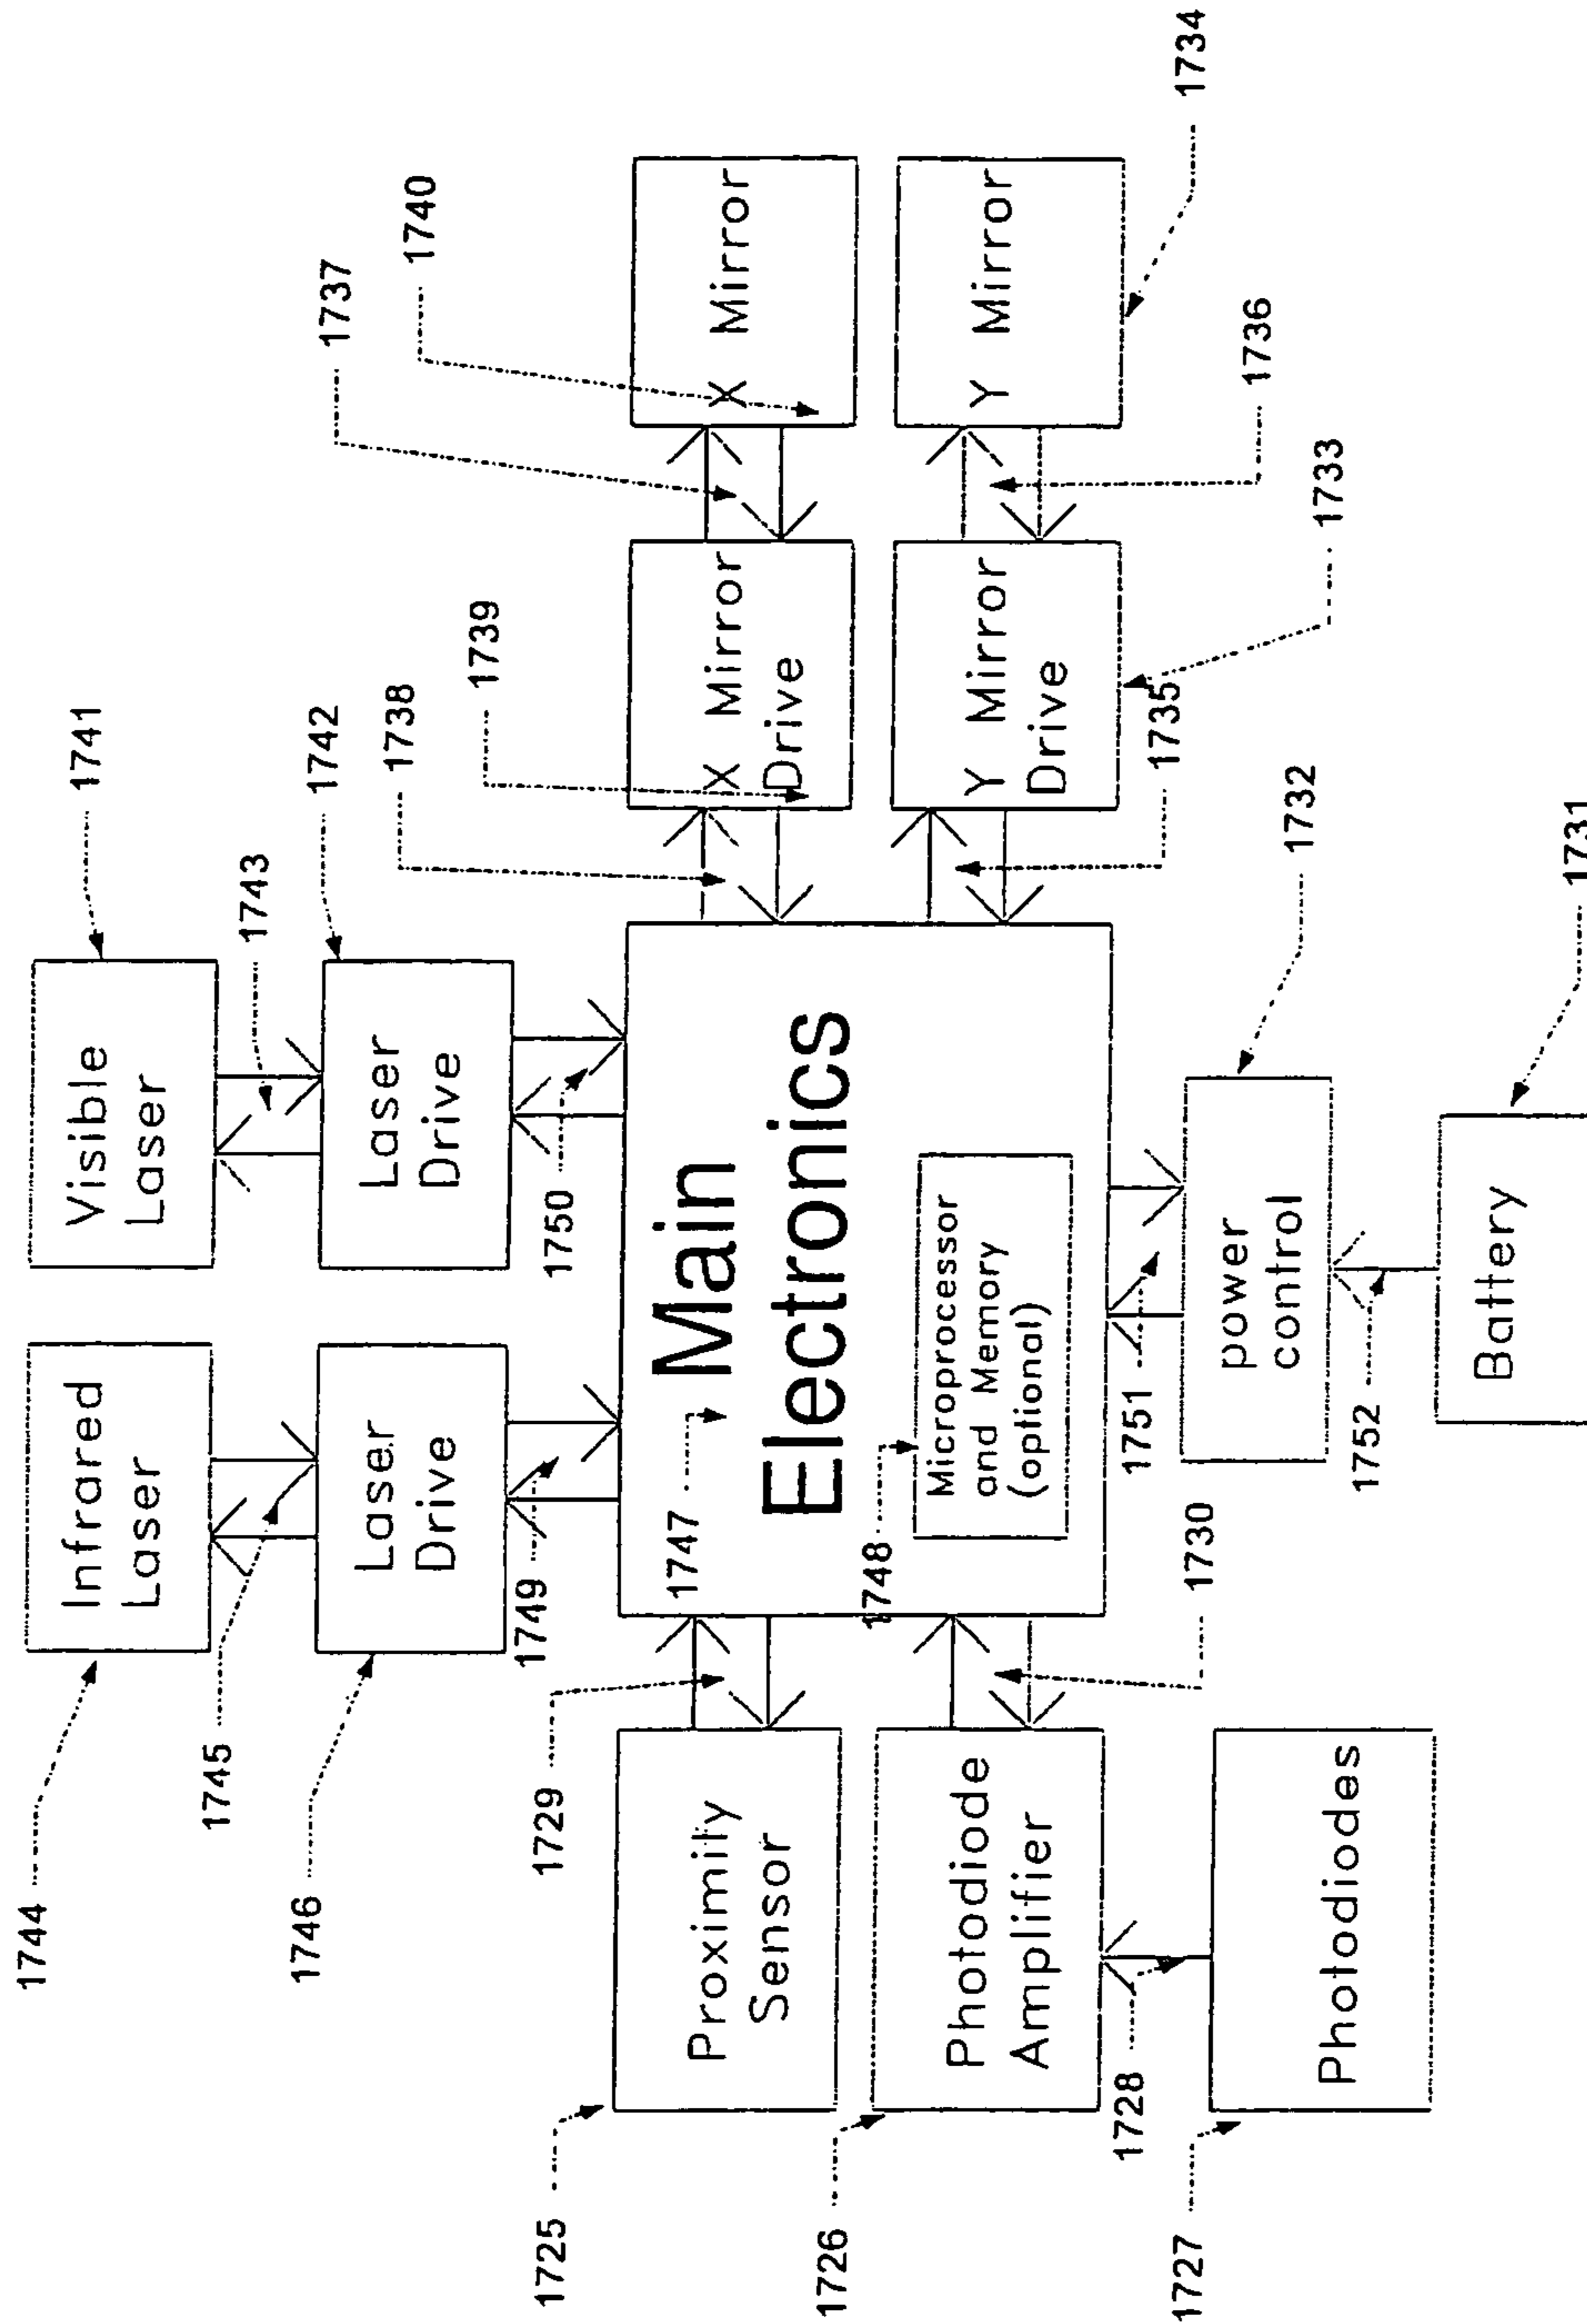 1744
1745
1746
Infrared
Laser
Laser
Drive
1749
1741
1743
1742
Visible
Laser
Laser
Drive
1750
1725
1729
Proximity
Sensor
1726
Photodiode
Amplifier
1728
1727
Photodiodes
1730
1747
Main
Electronics
1748
Microprocessor
and Memory
(optional)
1738
1739
X Mirror
Drive
1737
1740
X Mirror
Y Mirror
Drive
1735
1733
Y Mirror
1736
1734
1751
power
control
1732
1752
Battery
1731